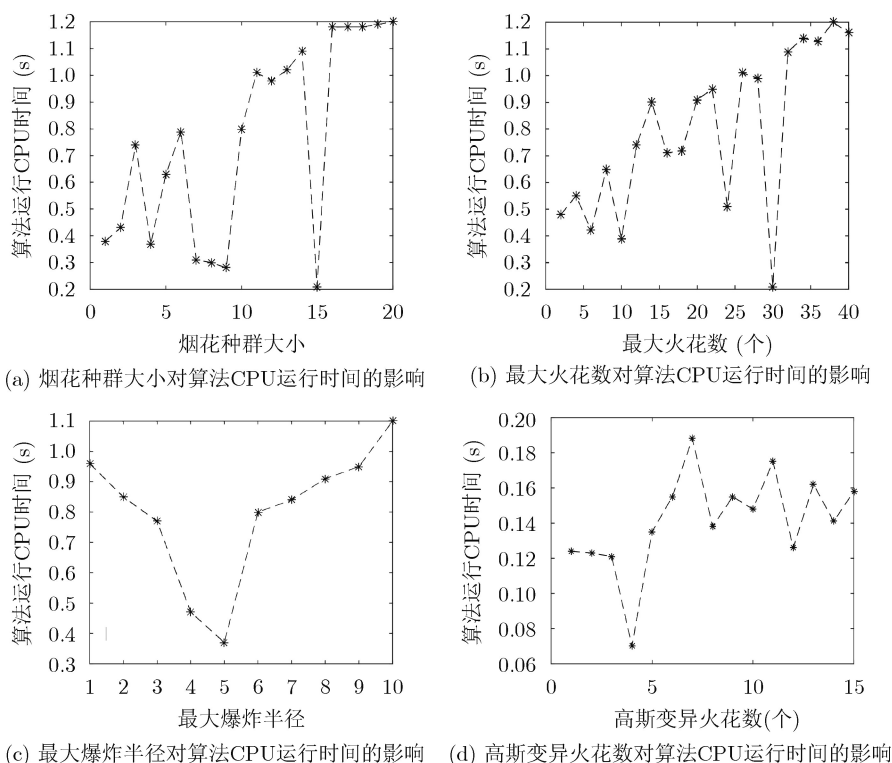 1.2
1.1
1.0
0.9
0.8
0.7
0.6
0.5
0.4
0.3
0.2
算法运行CPU时间 (s)
0 5 10 15 20
烟花种群大小
(a) 烟花种群大小对算法CPU运行时间的影响
1.2
1.2
1.0
0.9
1.2
0.7
0.6
0.5
0.4
0.3
0.2
算法运行CPU时间 (s)
0 5 10 15 20 25 30 35 40
最大火花数 (个)
(b) 最大火花数对算法CPU运行时间的影响
1.1
1.0
0.9
0.8
0.7
0.6
0.5
0.4
0.3
算法运行CPU时间 (s)
1 2 3 4 5 6 7 8 9 10
最大爆炸半径
(c) 最大爆炸半径对算法CPU运行时间的影响
0.20
0.18
0.16
0.14
0.12
0.10
0.08
0.06
算法运行CPU时间 (s)
0 5 10 15
高斯变异火花数(个)
(d) 高斯变异火花数对算法CPU运行时间的影响